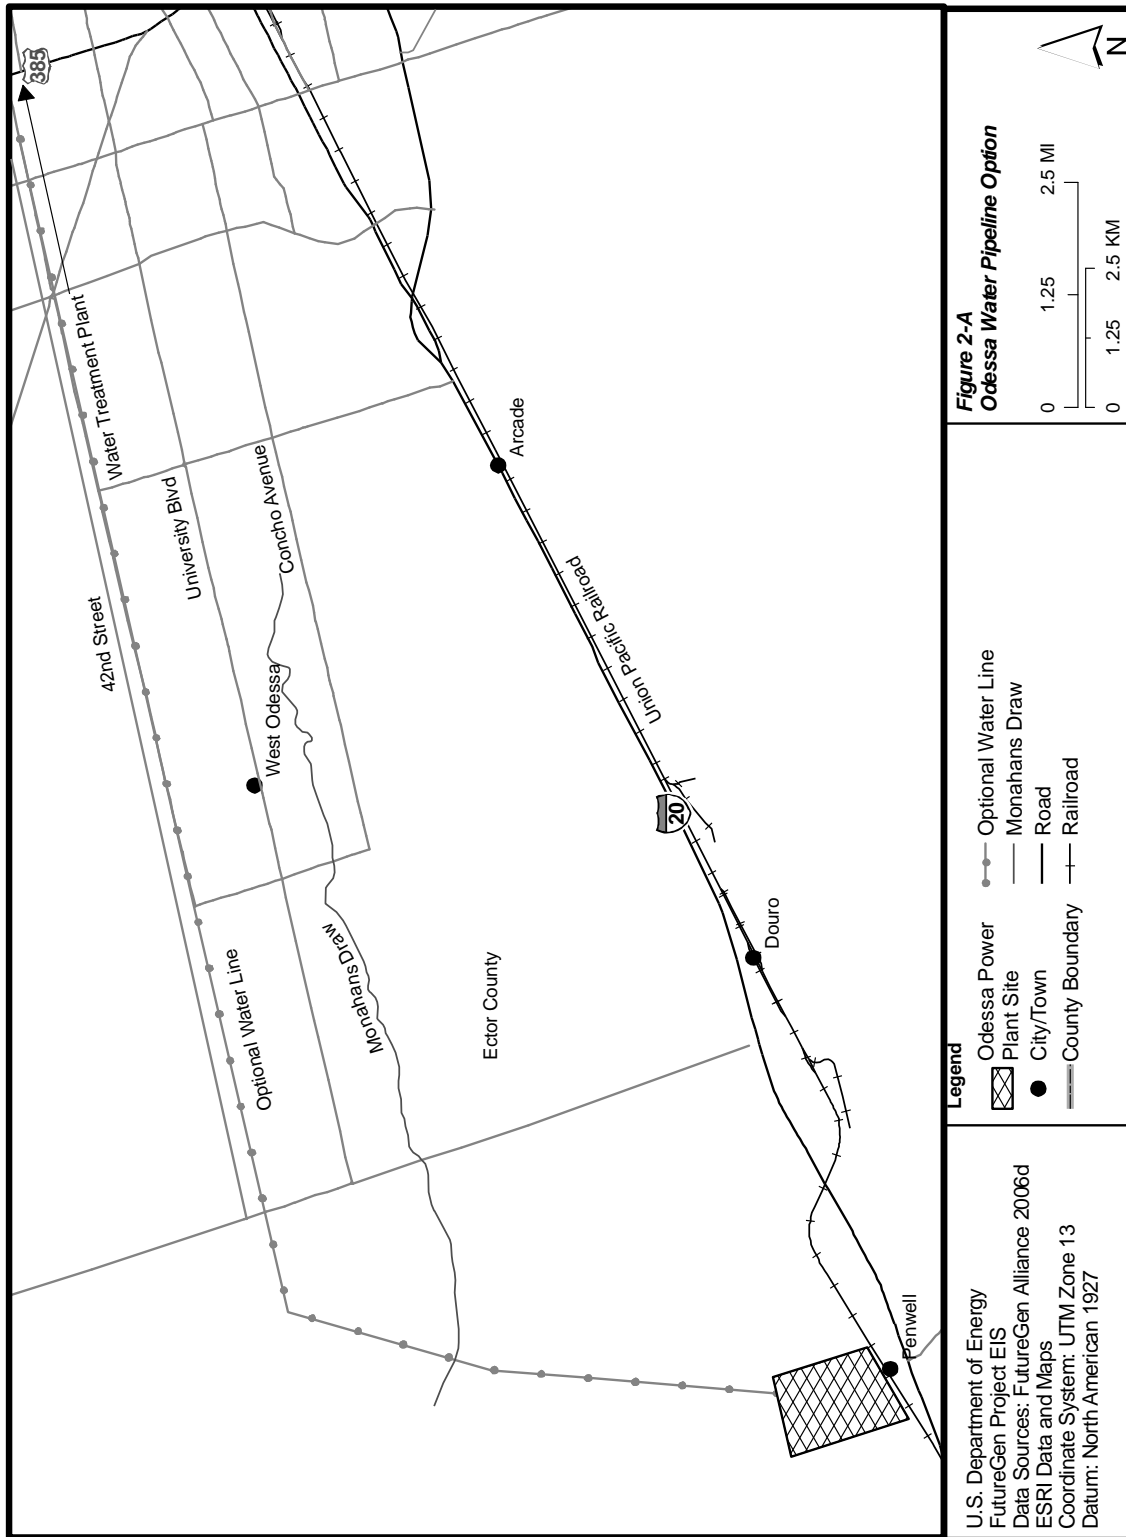 385
Water Treatment Plant
42nd Street
University Blvd
Concho Avenue
West Odessa
Arcade
Union Pacific Railroad
20
Optional Water Line
Monahans Draw
Ector County
Douro
Penwell
U.S. Department of Energy
FutureGen Project EIS
Data Sources: FutureGen Alliance 2006d
ESRI Data and Maps
Coordinate System: UTM Zone 13
Datum: North American 1927
Legend
Odessa Power
Plant Site
City/Town
County Boundary
Optional Water Line
Monahans Draw
Road
Railroad
Figure 2-A
Odessa Water Pipeline Option
0 1.25 2.5 MI
0 1.25 2.5 KM
N